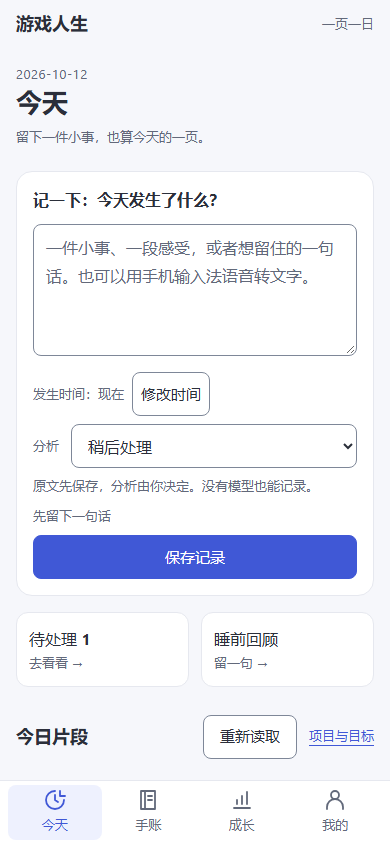 游戏人生
一页一日
2026-10-12
今天
留下一件小事，也算今天的一页。
记一下：今天发生了什么？
一件小事、一段感受，或者想留住的一句
话。也可以用手机输入法语音转文字。
发生时间：现在
修改时间
分析
稍后处理
原文先保存，分析由你决定。没有模型也能记录。
先留下一句话
保存记录
待处理 1
去看看 →
睡前回顾
留一句 →
今日片段
重新读取
项目与目标
今天
手账
成长
我的